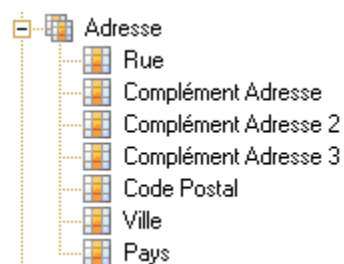 Adresse
Rue
Complément Adresse
Complément Adresse 2
Complément Adresse 3
Code Postal
Ville
Pays